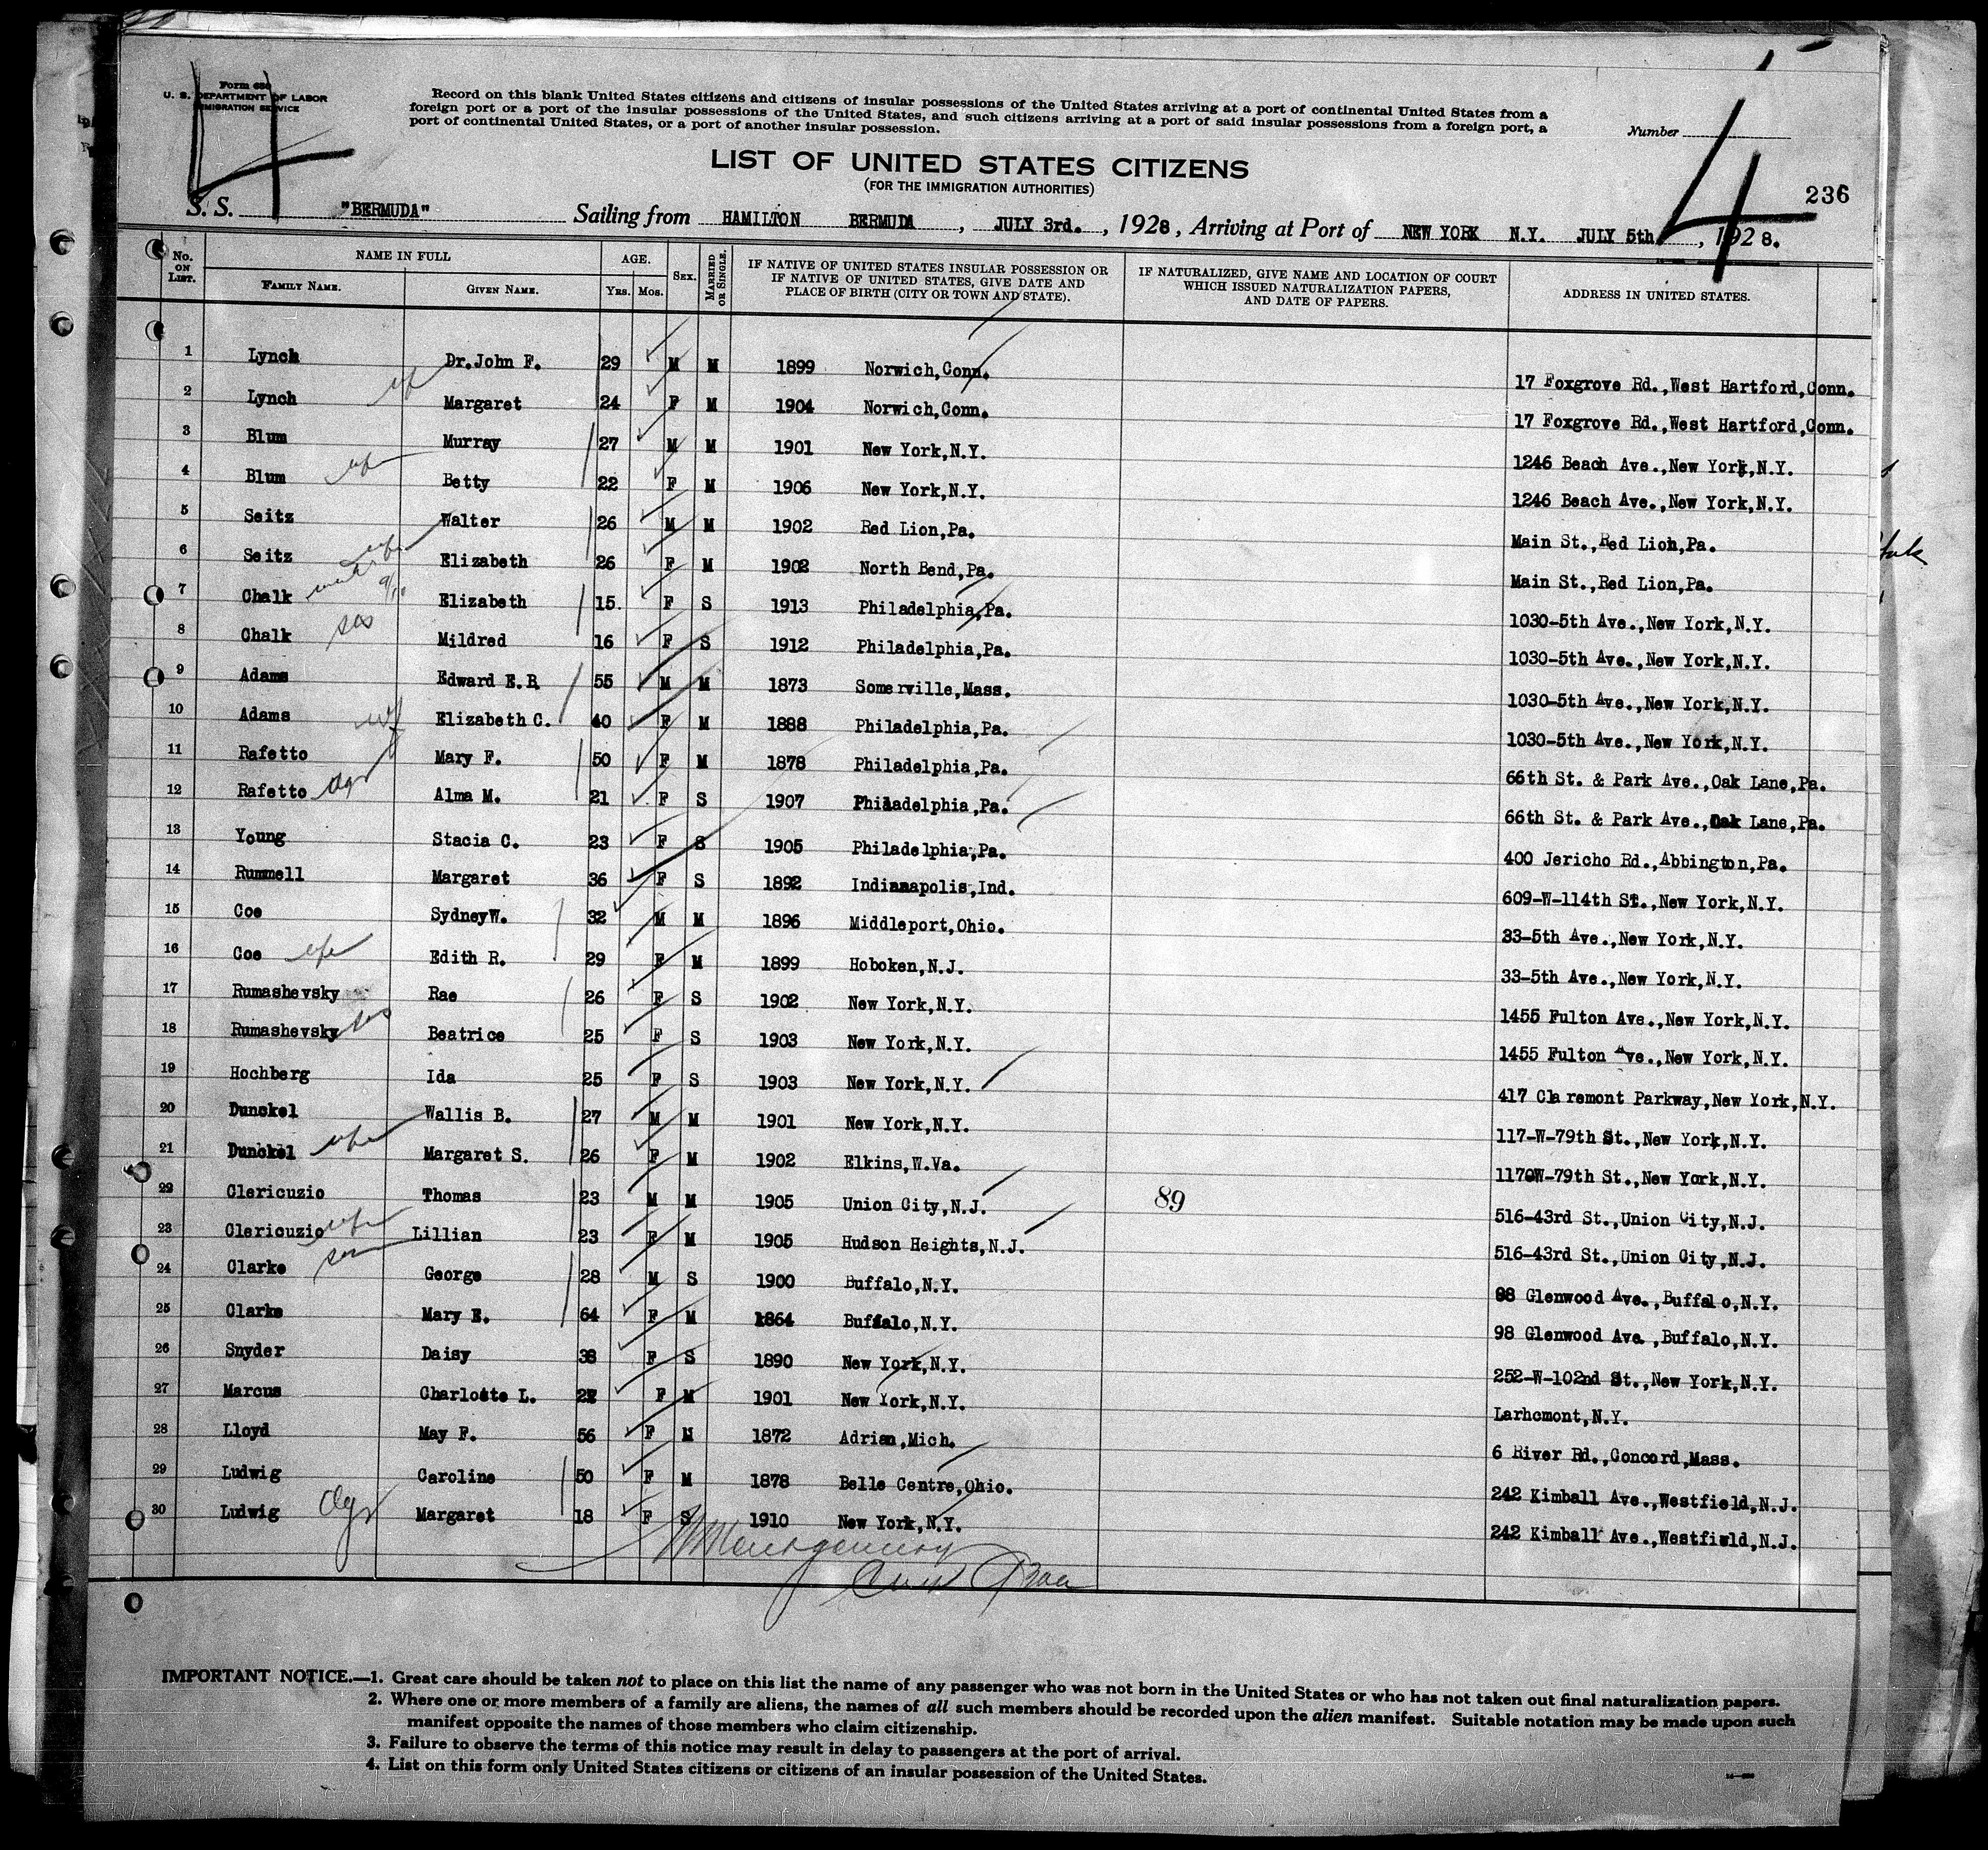 Form 630
U. S. DEPARTMENT OF LABOR
IMMIGRATION SERVICE
Record on this blank United States citizens and citizens of insular possessions of the United States arriving at a port of continental United States from a
foreign port or a port of the insular possessions of the United States, and such citizens arriving at a port of said insular possessions from a foreign port, a
port of continental United States, or a port of another insular possession.
Number
4
4
LIST OF UNITED STATES CITIZENS
(FOR THE IMMIGRATION AUTHORITIES)
236
S. S. "BERMUDA" Sailing from HAMILTON BERMUDA, JULY 3rd., 1928, Arriving at Port of NEW YORK N.Y. JULY 5th, 1928.
No. ON LIST. NAME IN FULL FAMILY NAME. GIVEN NAME. AGE. Yrs. Mos. SEX. MARRIED OR SINGLE. IF NATIVE OF UNITED STATES INSULAR POSSESSION OR IF NATIVE OF UNITED STATES, GIVE DATE AND PLACE OF BIRTH (CITY OR TOWN AND STATE). IF NATURALIZED, GIVE NAME AND LOCATION OF COURT WHICH ISSUED NATURALIZATION PAPERS, AND DATE OF PAPERS. ADDRESS IN UNITED STATES.
1 Lynch Dr.John F. 29 M M 1899 Norwich,Conn. 17 Foxgrove Rd.,West Hartford,Conn.
2 Lynch Margaret 24 F M 1904 Norwich,Conn. 17 Foxgrove Rd.,West Hartford,Conn.
3 Blum Murray 27 M M 1901 New York,N.Y. 1246 Beach Ave.,New York,N.Y.
4 Blum Betty 22 F M 1906 New York,N.Y. 1246 Beach Ave.,New York,N.Y.
5 Seitz Walter 26 M M 1902 Red Lion,Pa. Main St.,Red Lion,Pa.
6 Seitz Elizabeth 26 F M 1902 North Bend,Pa. Main St.,Red Lion,Pa.
7 Chalk Elizabeth 15. F S 1913 Philadelphia,Pa. 1030-5th Ave.,New York,N.Y.
8 Chalk Mildred 16 F S 1912 Philadelphia,Pa. 1030-5th Ave.,New York,N.Y.
9 Adams Edward E.R 55 M M 1873 Somerville,Mass. 1030-5th Ave.,New York,N.Y.
10 Adams Elizabeth C. 40 F M 1888 Philadelphia,Pa. 1030-5th Ave.,New York,N.Y.
11 Rafetto Mary F. 50 F M 1878 Philadelphia,Pa. 66th St. & Park Ave.,Oak Lane,Pa.
12 Rafetto Alma M. 21 F S 1907 Philadelphia,Pa. 66th St. & Park Ave.,Oak Lane,Pa.
13 Young Stacia C. 23 F S 1905 Philadelphia,Pa. 400 Jericho Rd.,Abbington,Pa.
14 Rummell Margaret 36 F S 1892 Indianapolis,Ind. 609-W-114th St.,New York,N.Y.
15 Coe SydneyW. 32 M M 1896 Middleport,Ohio. 33-5th Ave.,New York,N.Y.
16 Coe Edith R. 29 F M 1899 Hoboken,N.J. 33-5th Ave.,New York,N.Y.
17 Rumashevsky Rae 26 F S 1902 New York,N.Y. 1455 Fulton Ave.,New York,N.Y.
18 Rumashevsky Beatrice 25 F S 1903 New York,N.Y. 1455 Fulton Ave.,New York,N.Y.
19 Hochberg Ida 25 F S 1903 New York,N.Y. 417 Claremont Parkway,New York,N.Y.
20 Dunckel Wallis B. 27 M M 1901 New York,N.Y. 117-W-79th St.,New York,N.Y.
21 Dunckel Margaret S. 26 F M 1902 Elkins,W.Va. 1170W-79th St.,New York,N.Y.
22 Clericuzio Thomas 23 M M 1905 Union City,N.J. 89 516-43rd St.,Union City,N.J.
23 Clericuzio Lillian 23 F M 1905 Hudson Heights,N.J. 516-43rd St.,Union City,N.J.
24 Clarke George 28 M S 1900 Buffalo,N.Y. 98 Glenwood Ave.,Buffalo,N.Y.
25 Clarke Mary E. 64 F M 1864 Buffalo,N.Y. 98 Glenwood Ave ,Buffalo,N.Y.
26 Snyder Daisy 38 F S 1890 New York,N.Y. 252-W-102nd St.,New York,N.Y.
27 Marcus Charlotte L. F M 1901 New York,N.Y. Larhcmont,N.Y.
28 Lloyd May F. 56 F M 1872 Adrian,Mich. 6 River Rd.,Concord,Mass.
29 Ludwig Caroline 50 F M 1878 Belle Centre,Ohio. 242 Kimball Ave.,Westfield,N.J.
30 Ludwig Margaret 18 F S 1910 New York,N.Y. 242 Kimball Ave.,Westfield,N.J.
IMPORTANT NOTICE.—1. Great care should be taken not to place on this list the name of any passenger who was not born in the United States or who has not taken out final naturalization papers.
2. Where one or more members of a family are aliens, the names of all such members should be recorded upon the alien manifest. Suitable notation may be made upon such
manifest opposite the names of those members who claim citizenship.
3. Failure to observe the terms of this notice may result in delay to passengers at the port of arrival.
4. List on this form only United States citizens or citizens of an insular possession of the United States.